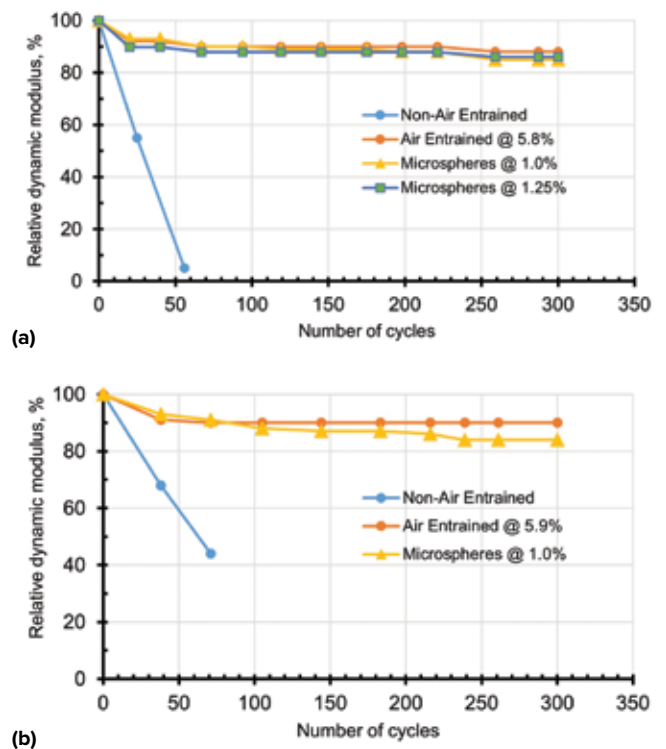 100
80
60
40
20
0
Relative dynamic modulus, %
Non-Air Entrained
Air Entrained @ 5.8%
Microspheres @ 1.0%
Microspheres @ 1.25%
0 50 100 150 200 250 300 350
Number of cycles
(a)
100
80
60
40
20
0
Relative dynamic modulus, %
Non-Air Entrained
Air Entrained @ 5.9%
Microspheres @ 1.0%
0 50 100 150 200 250 300 350
Number of cycles
(b)